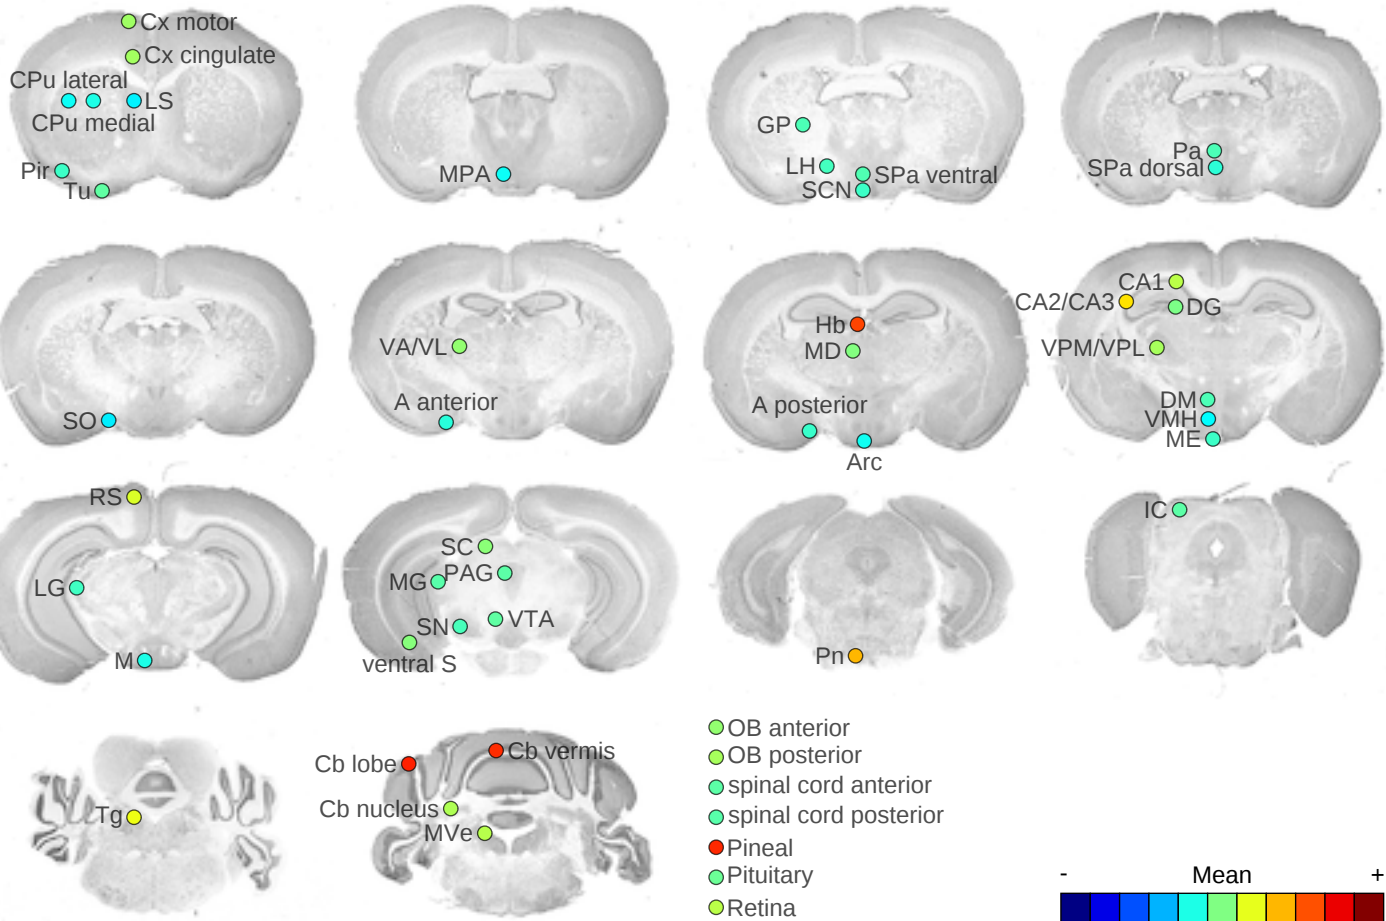 Cx motor
Cx cingulate
CPu lateral
LS
CPu medial
Pir
Tu
MPA
GP
LH
SPa ventral
SCN
Pa
SPa dorsal
SO
VA/VL
A anterior
Hb
MD
A posterior
Arc
CA1
CA2/CA3
DG
VPM/VPL
DM
VMH
ME
RS
LG
M
SC
MG
PAG
SN
VTA
ventral S
Pn
IC
Tg
Cb lobe
Cb vermis
Cb nucleus
MVe
OB anterior
OB posterior
spinal cord anterior
spinal cord posterior
Pineal
Pituitary
Retina
- Mean +